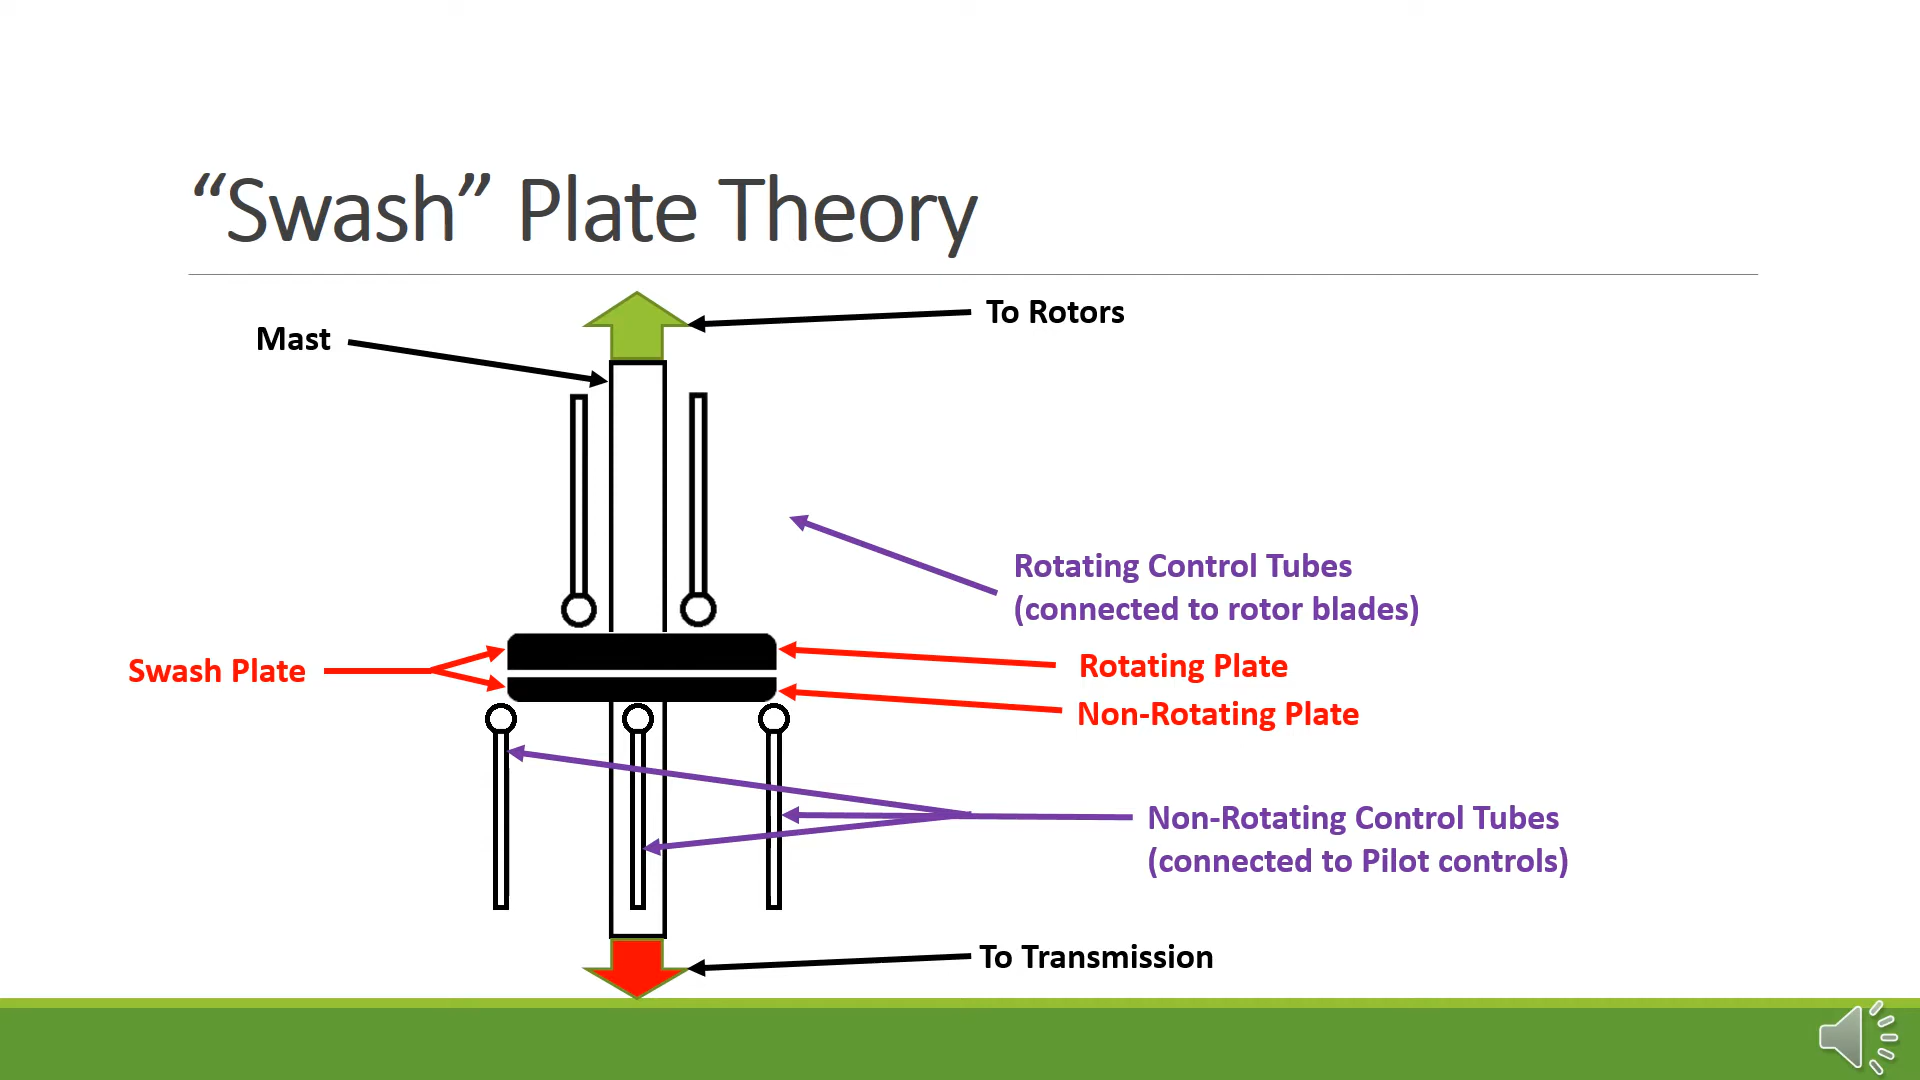 “Swash” Plate Theory
To Rotors
Mast
Rotating Control Tubes
(connected to rotor blades)
Swash Plate
Rotating Plate
Non-Rotating Plate
Non-Rotating Control Tubes
(connected to Pilot controls)
To Transmission